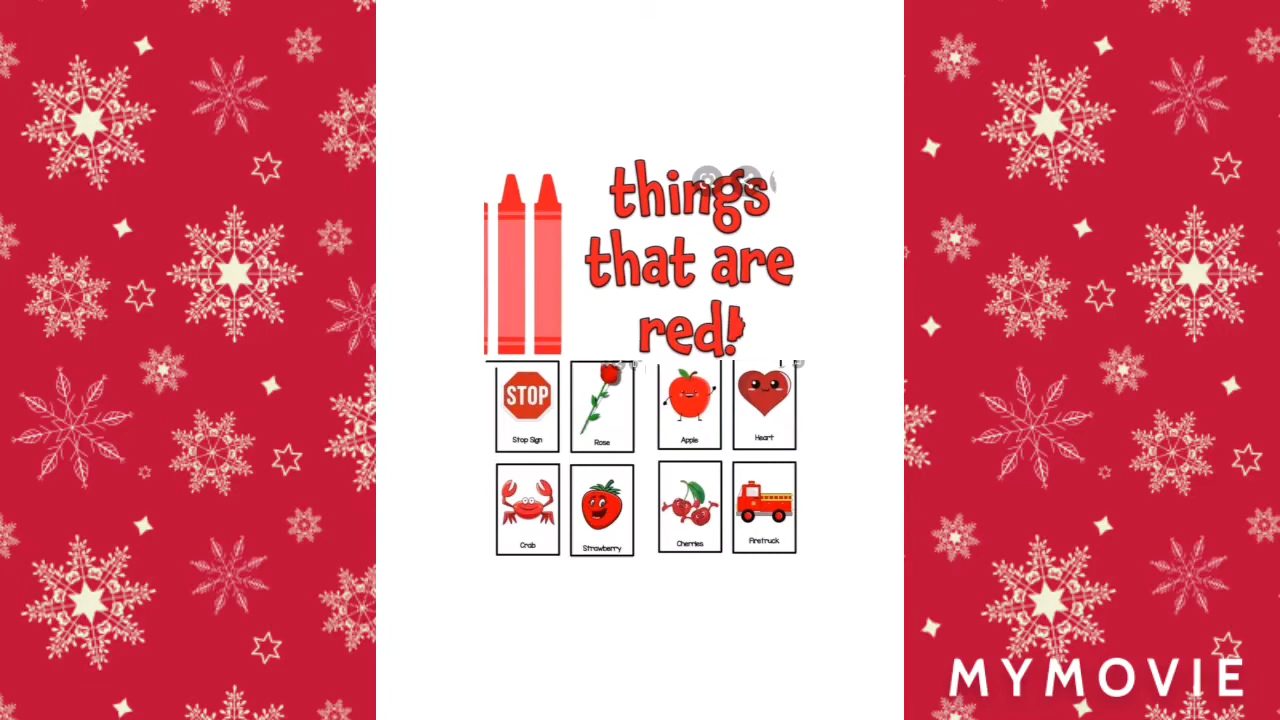 things
that are
red!
STOP
Stop Sign
Rose
Apple
Heart
Crab
Strawberry
Cherries
Firetruck
MYMOVIE